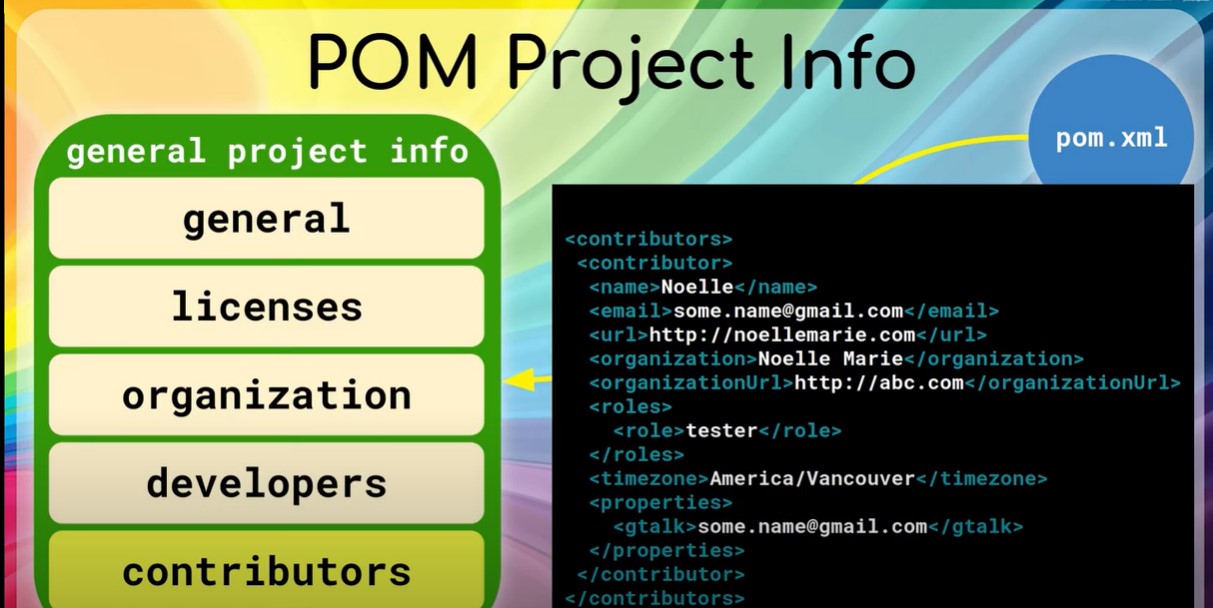 POM Project Info
general project info
general
licenses
organization
developers
contributors
pom.xml
<contributors>
<contributor>
<name>Noelle</name>
<email>some.name@gmail.com</email>
<url>http://noellemarie.com</url>
<organization>Noelle Marie</organization>
<organizationUrl>http://abc.com</organizationUrl>
<roles>
<role>tester</role>
</roles>
<timezone>America/Vancouver</timezone>
<properties>
<gtalk>some.name@gmail.com</gtalk>
</properties>
</contributor>
</contributors>